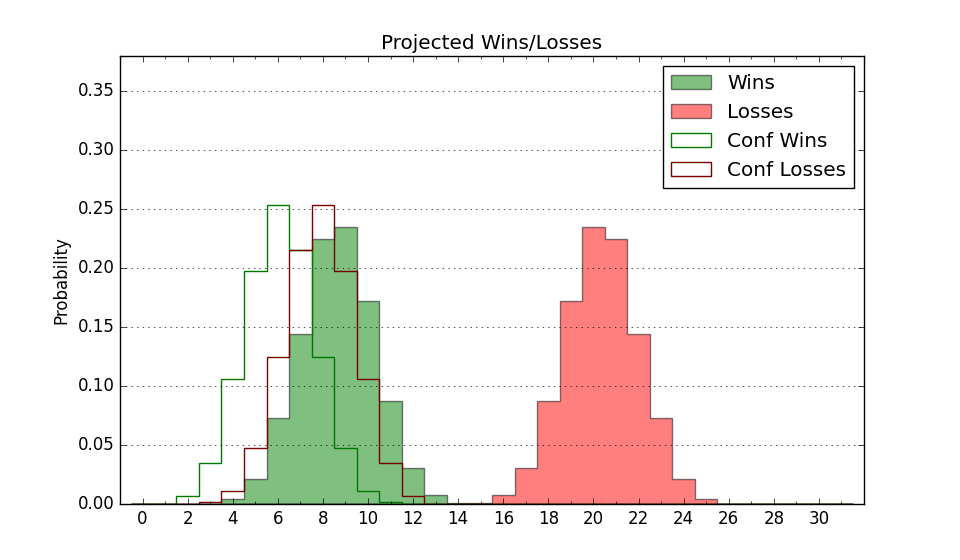 Projected Wins/Losses
Wins
Losses
Conf Wins
Conf Losses
Probability
0.35
0.30
0.25
0.20
0.15
0.10
0.05
0.00
0 2 4 6 8 10 12 14 16 18 20 22 24 26 28 30